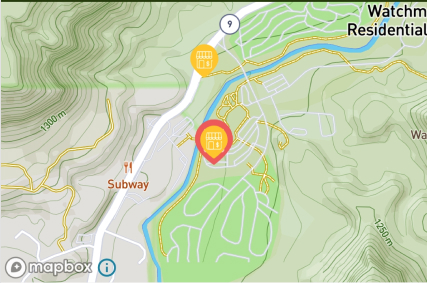 Watchm
Residential
9
1300 m
Wa
Subway
1250 m
mapbox i